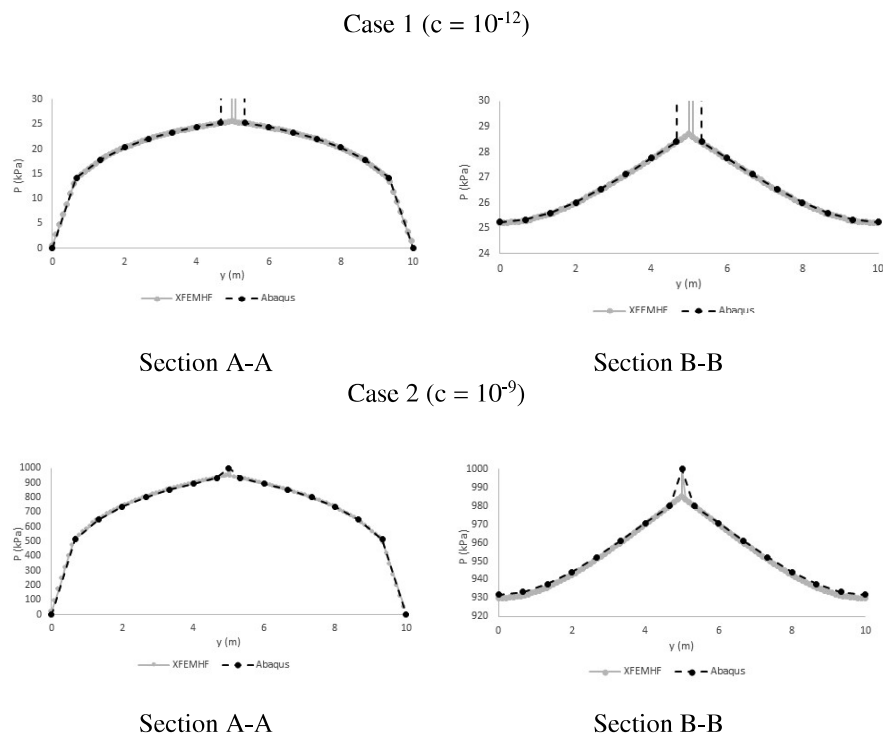 Case 1 (c = 10⁻¹²)
30
25
20
15
10
5
0
P (kPa)
0 2 4 6 8 10
y (m)
XFEMHF Abaqus
Section A-A
30
29
28
27
26
25
24
P (kPa)
0 2 4 6 8 10
y (m)
XFEMHF Abaqus
Section B-B
Case 2 (c = 10⁻⁹)
1000
900
800
700
600
500
400
300
200
100
0
P (kPa)
0 2 4 6 8 10
y (m)
XFEMHF Abaqus
Section A-A
1000
990
980
970
960
950
940
930
920
P (kPa)
0 2 4 6 8 10
y (m)
XFEMHF Abaqus
Section B-B